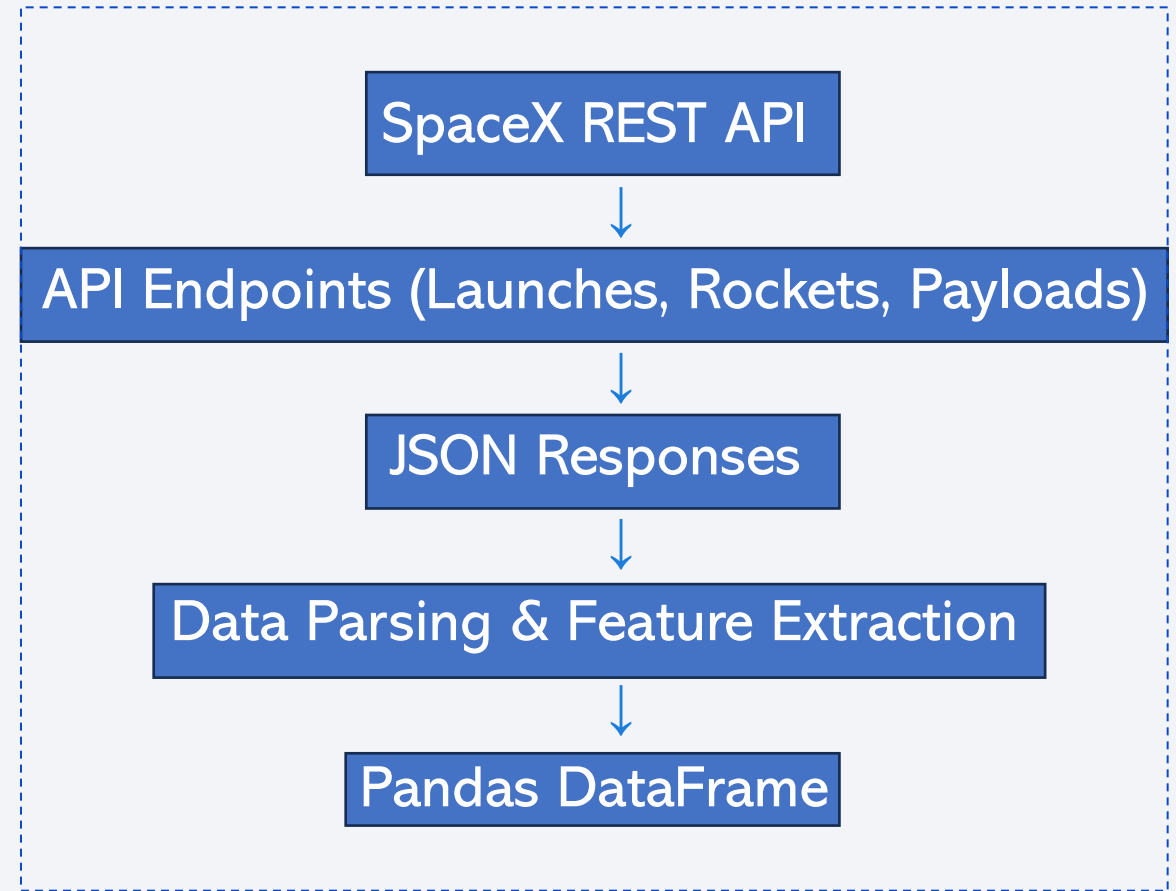 SpaceX REST API
↓
API Endpoints (Launches, Rockets, Payloads)
↓
JSON Responses
↓
Data Parsing & Feature Extraction
↓
Pandas DataFrame